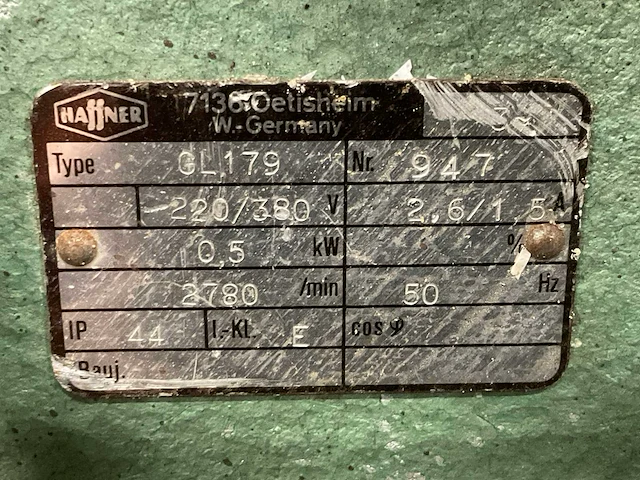 HAffNER 7136 Oetisheim
W.-Germany
Type GL179 Nr. 947
220/380 V 2,6/1,5 A
0,5 kW %
2780 /min 50 Hz
IP 44 I.-Kl. E cos φ
Bauj.